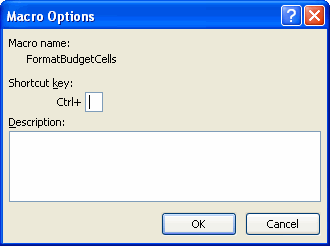 Macro Options
Macro name:
FormatBudgetCells
Shortcut key:
Ctrl+
Description:
OK Cancel